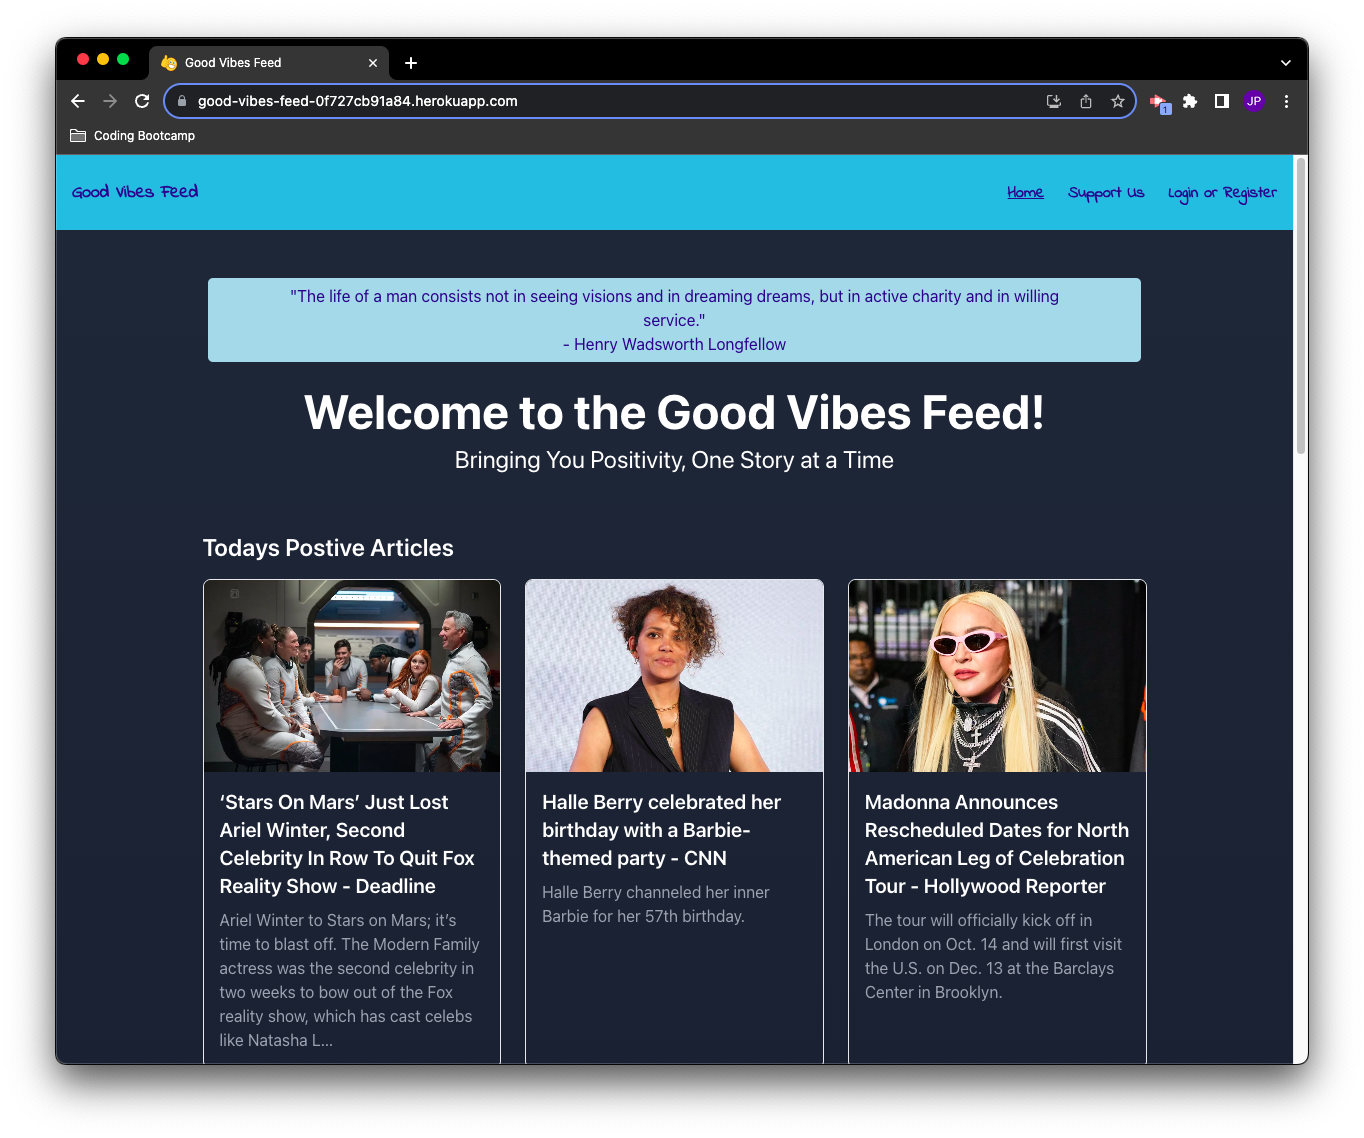 Good Vibes Feed
good-vibes-feed-0f727cb91a84.herokuapp.com
1
JP
Coding Bootcamp
Good Vibes Feed
Home
Support Us
Login or Register
"The life of a man consists not in seeing visions and in dreaming dreams, but in active charity and in willing
service."
- Henry Wadsworth Longfellow
Welcome to the Good Vibes Feed!
Bringing You Positivity, One Story at a Time
Todays Postive Articles
‘Stars On Mars’ Just Lost
Ariel Winter, Second
Celebrity In Row To Quit Fox
Reality Show - Deadline
Ariel Winter to Stars on Mars; it’s
time to blast off. The Modern Family
actress was the second celebrity in
two weeks to bow out of the Fox
reality show, which has cast celebs
like Natasha L…
Halle Berry celebrated her
birthday with a Barbie-
themed party - CNN
Halle Berry channeled her inner
Barbie for her 57th birthday.
Madonna Announces
Rescheduled Dates for North
American Leg of Celebration
Tour - Hollywood Reporter
The tour will officially kick off in
London on Oct. 14 and will first visit
the U.S. on Dec. 13 at the Barclays
Center in Brooklyn.